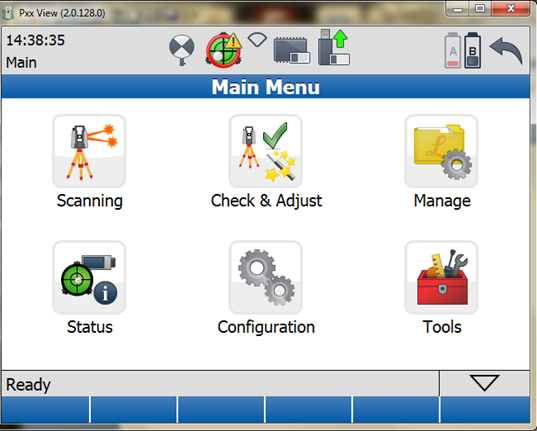 Pxx View (2.0.128.0)
14:38:35
Main
A
B
Main Menu
Scanning
Check & Adjust
Manage
Status
Configuration
Tools
Ready